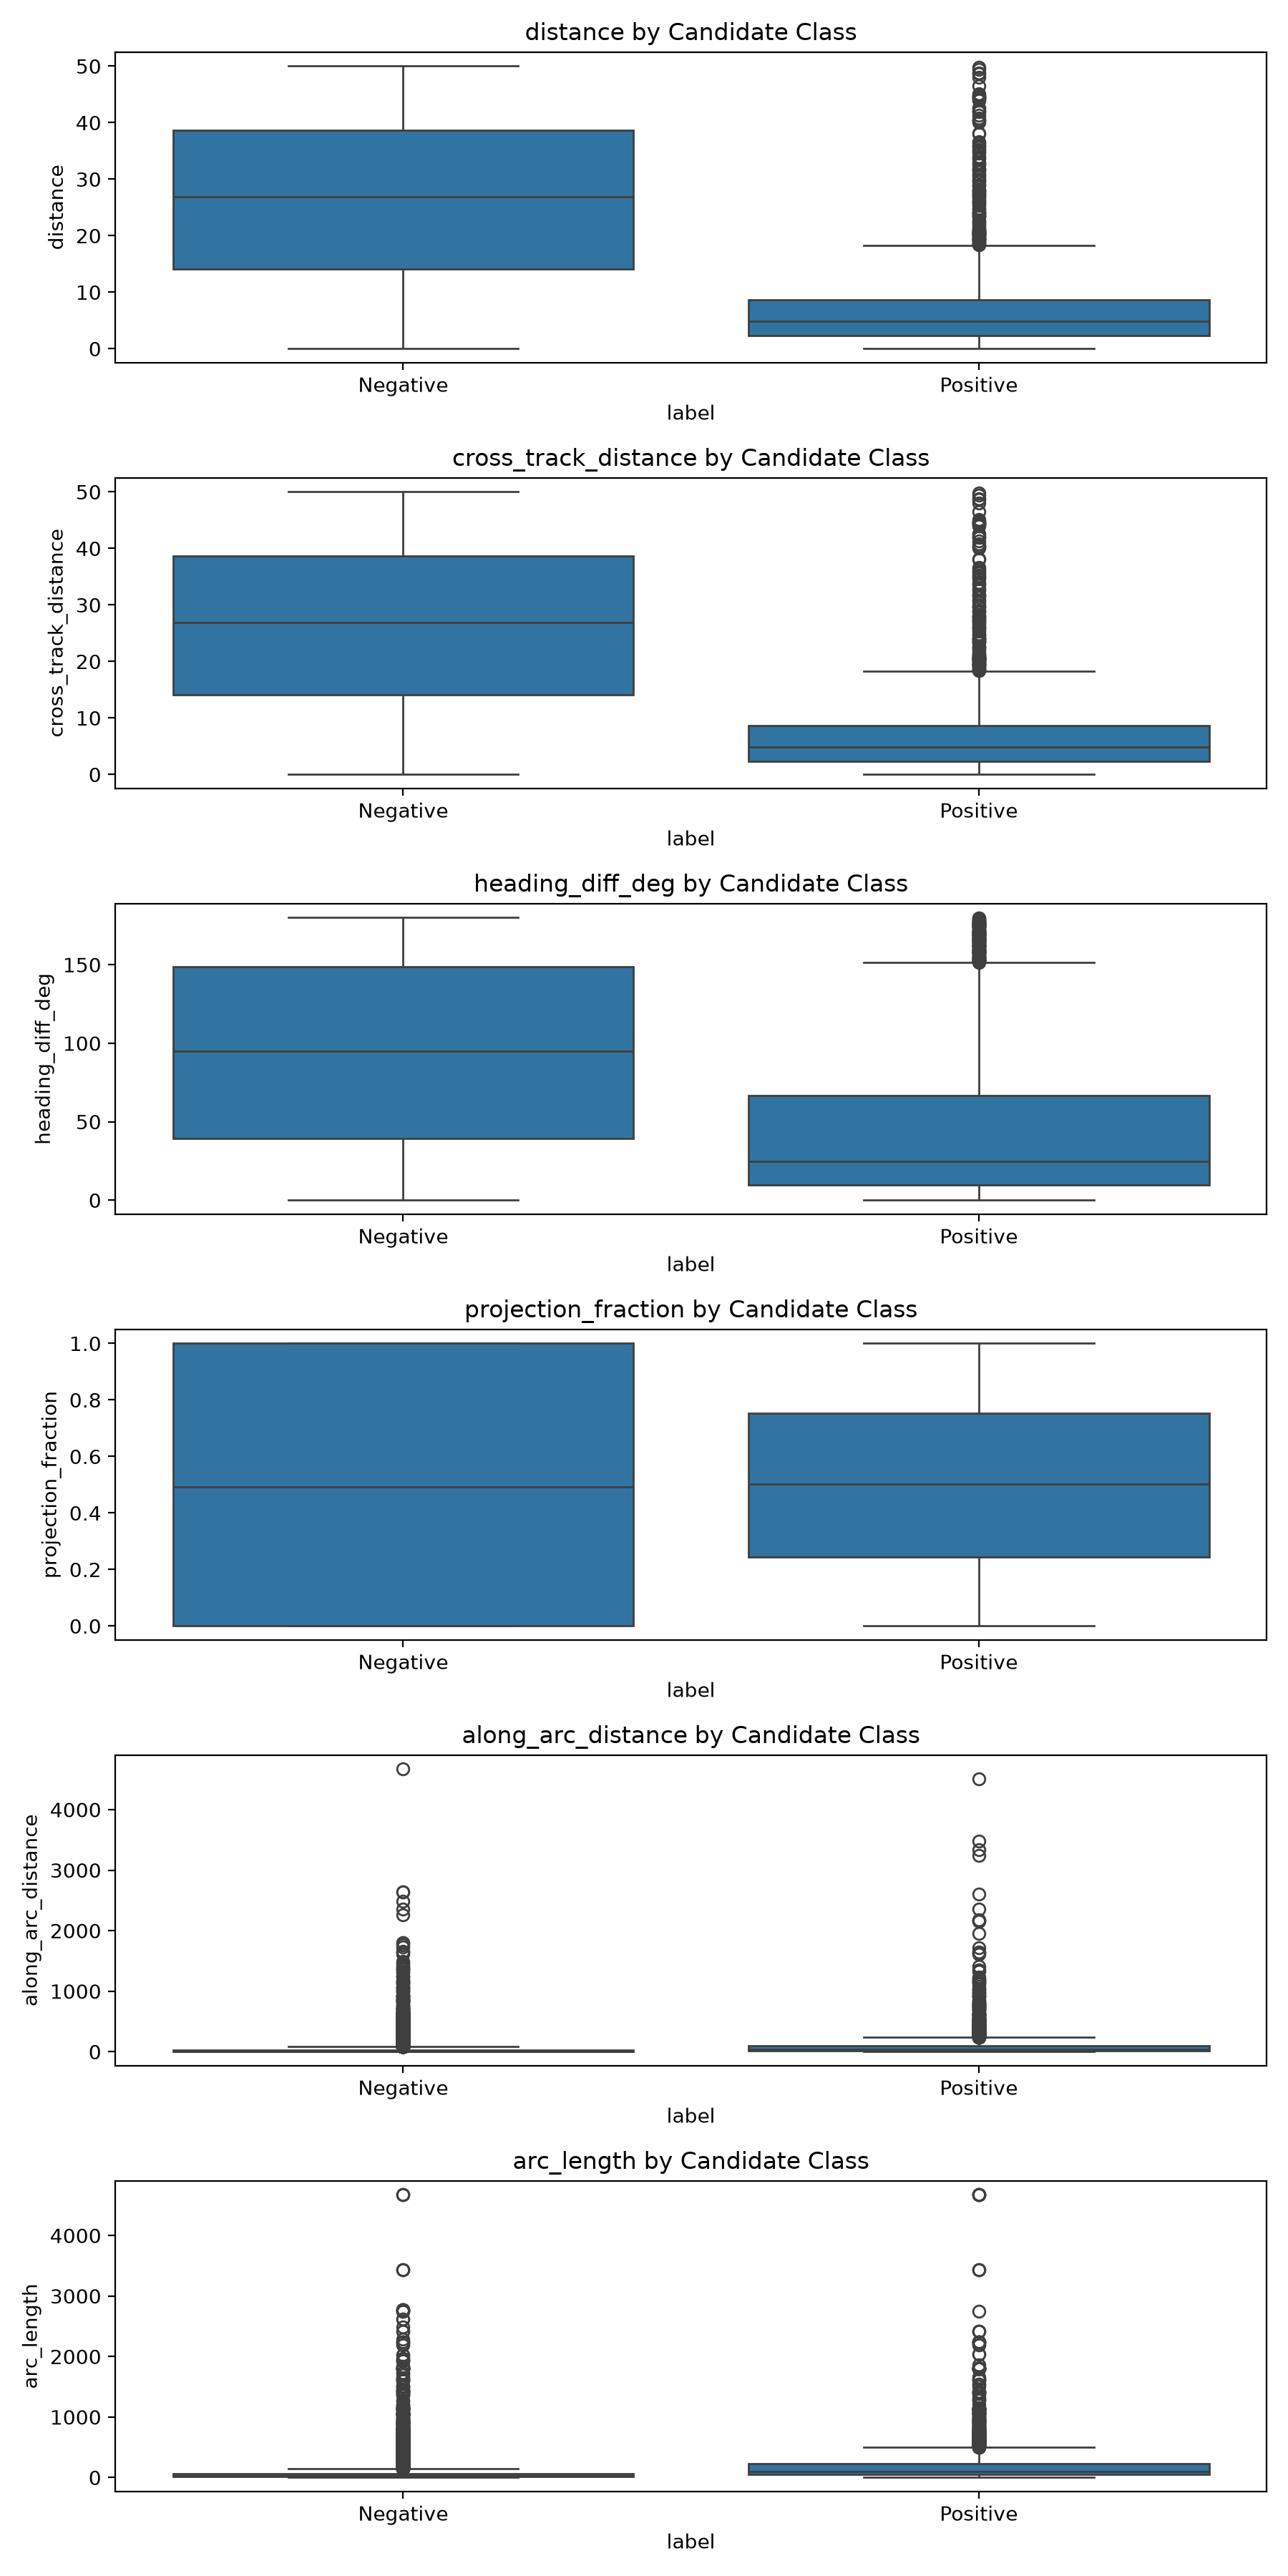 distance by Candidate Class
50
40
30
20
10
0
distance
Negative
Positive
label
cross_track_distance by Candidate Class
50
40
30
20
10
0
cross_track_distance
Negative
Positive
label
heading_diff_deg by Candidate Class
150
100
50
0
heading_diff_deg
Negative
Positive
label
projection_fraction by Candidate Class
1.0
0.8
0.6
0.4
0.2
0.0
projection_fraction
Negative
Positive
label
along_arc_distance by Candidate Class
4000
3000
2000
1000
0
along_arc_distance
Negative
Positive
label
arc_length by Candidate Class
4000
3000
2000
1000
0
arc_length
Negative
Positive
label